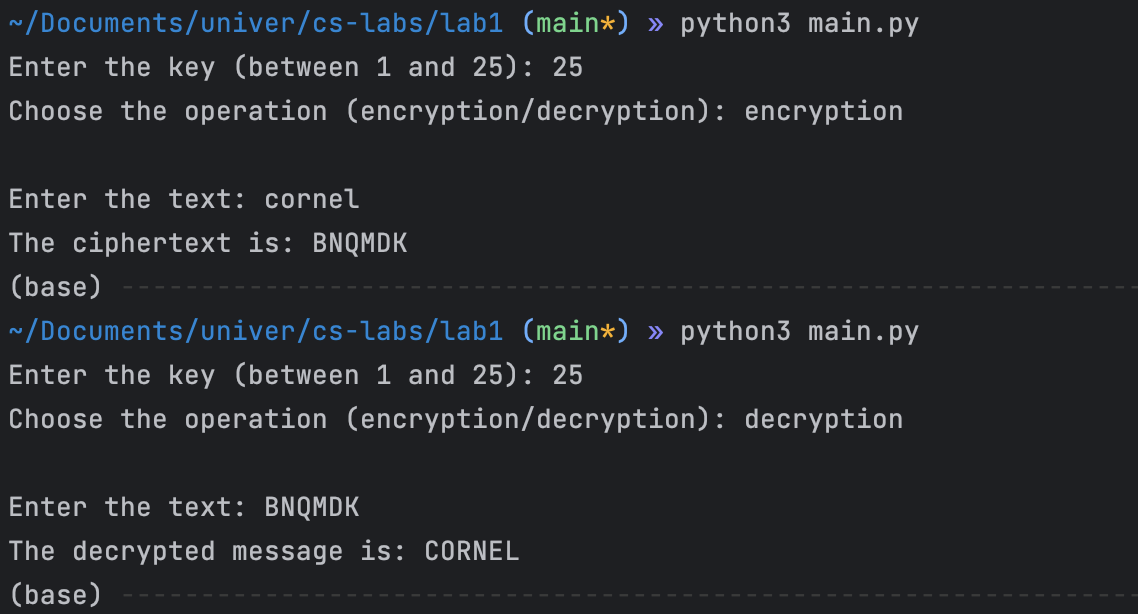 ~/Documents/univer/cs-labs/lab1 (main*) » python3 main.py
Enter the key (between 1 and 25): 25
Choose the operation (encryption/decryption): encryption
Enter the text: cornel
The ciphertext is: BNQMDK
(base) ----------------------------------------------------------------
~/Documents/univer/cs-labs/lab1 (main*) » python3 main.py
Enter the key (between 1 and 25): 25
Choose the operation (encryption/decryption): decryption
Enter the text: BNQMDK
The decrypted message is: CORNEL
(base) ----------------------------------------------------------------